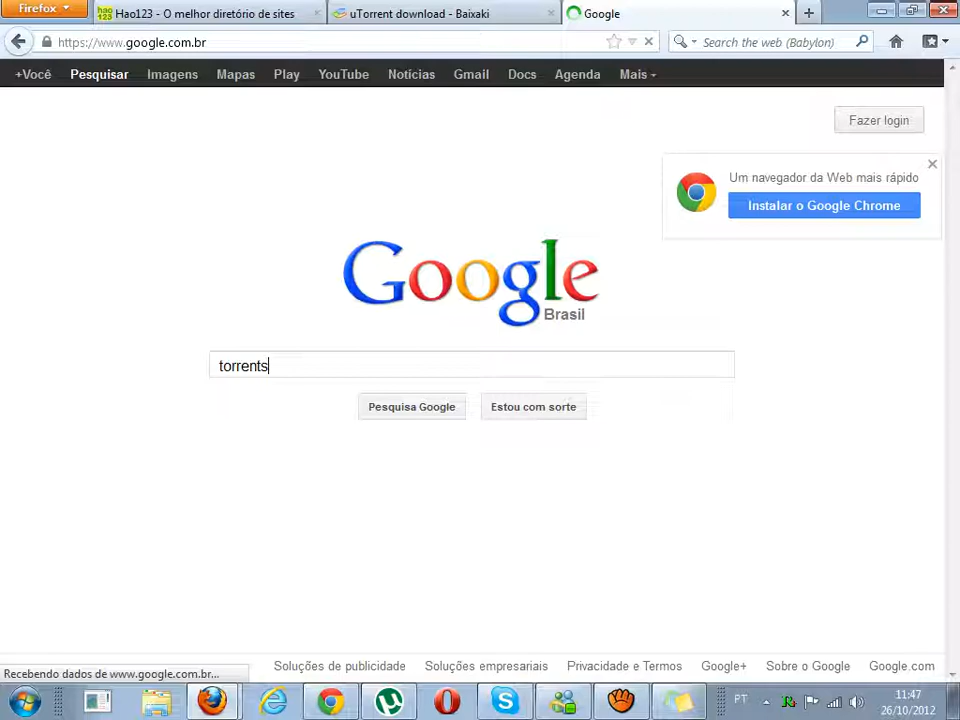 Firefox
Hao123 - O melhor diretório de sites
uTorrent download - Baixaki
Google
https://www.google.com.br
Search the web (Babylon)
+Você Pesquisar Imagens Mapas Play YouTube Notícias Gmail Docs Agenda Mais
Fazer login
Um navegador da Web mais rápido
Instalar o Google Chrome
Google
Brasil
torrents
Pesquisa Google
Estou com sorte
Soluções de publicidade Soluções empresariais Privacidade e Termos Google+ Sobre o Google Google.com
Recebendo dados de www.google.com.br...
PT
11:47
26/10/2012